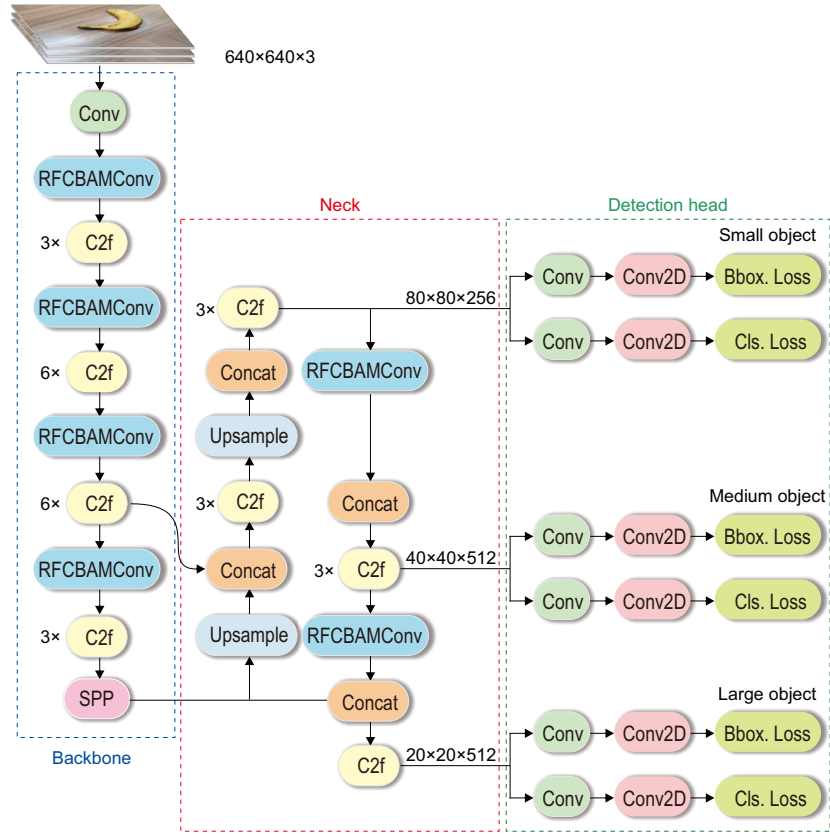 640×640×3
Conv
RFCBAMConv
3× C2f
RFCBAMConv
6× C2f
RFCBAMConv
6× C2f
RFCBAMConv
3× C2f
SPP
Backbone
Neck
3× C2f
Concat
Upsample
3× C2f
Concat
Upsample
80×80×256
RFCBAMConv
Concat
3× C2f
40×40×512
RFCBAMConv
Concat
C2f
20×20×512
Detection head
Small object
Conv Conv2D Bbox. Loss
Conv Conv2D Cls. Loss
Medium object
Conv Conv2D Bbox. Loss
Conv Conv2D Cls. Loss
Large object
Conv Conv2D Bbox. Loss
Conv Conv2D Cls. Loss